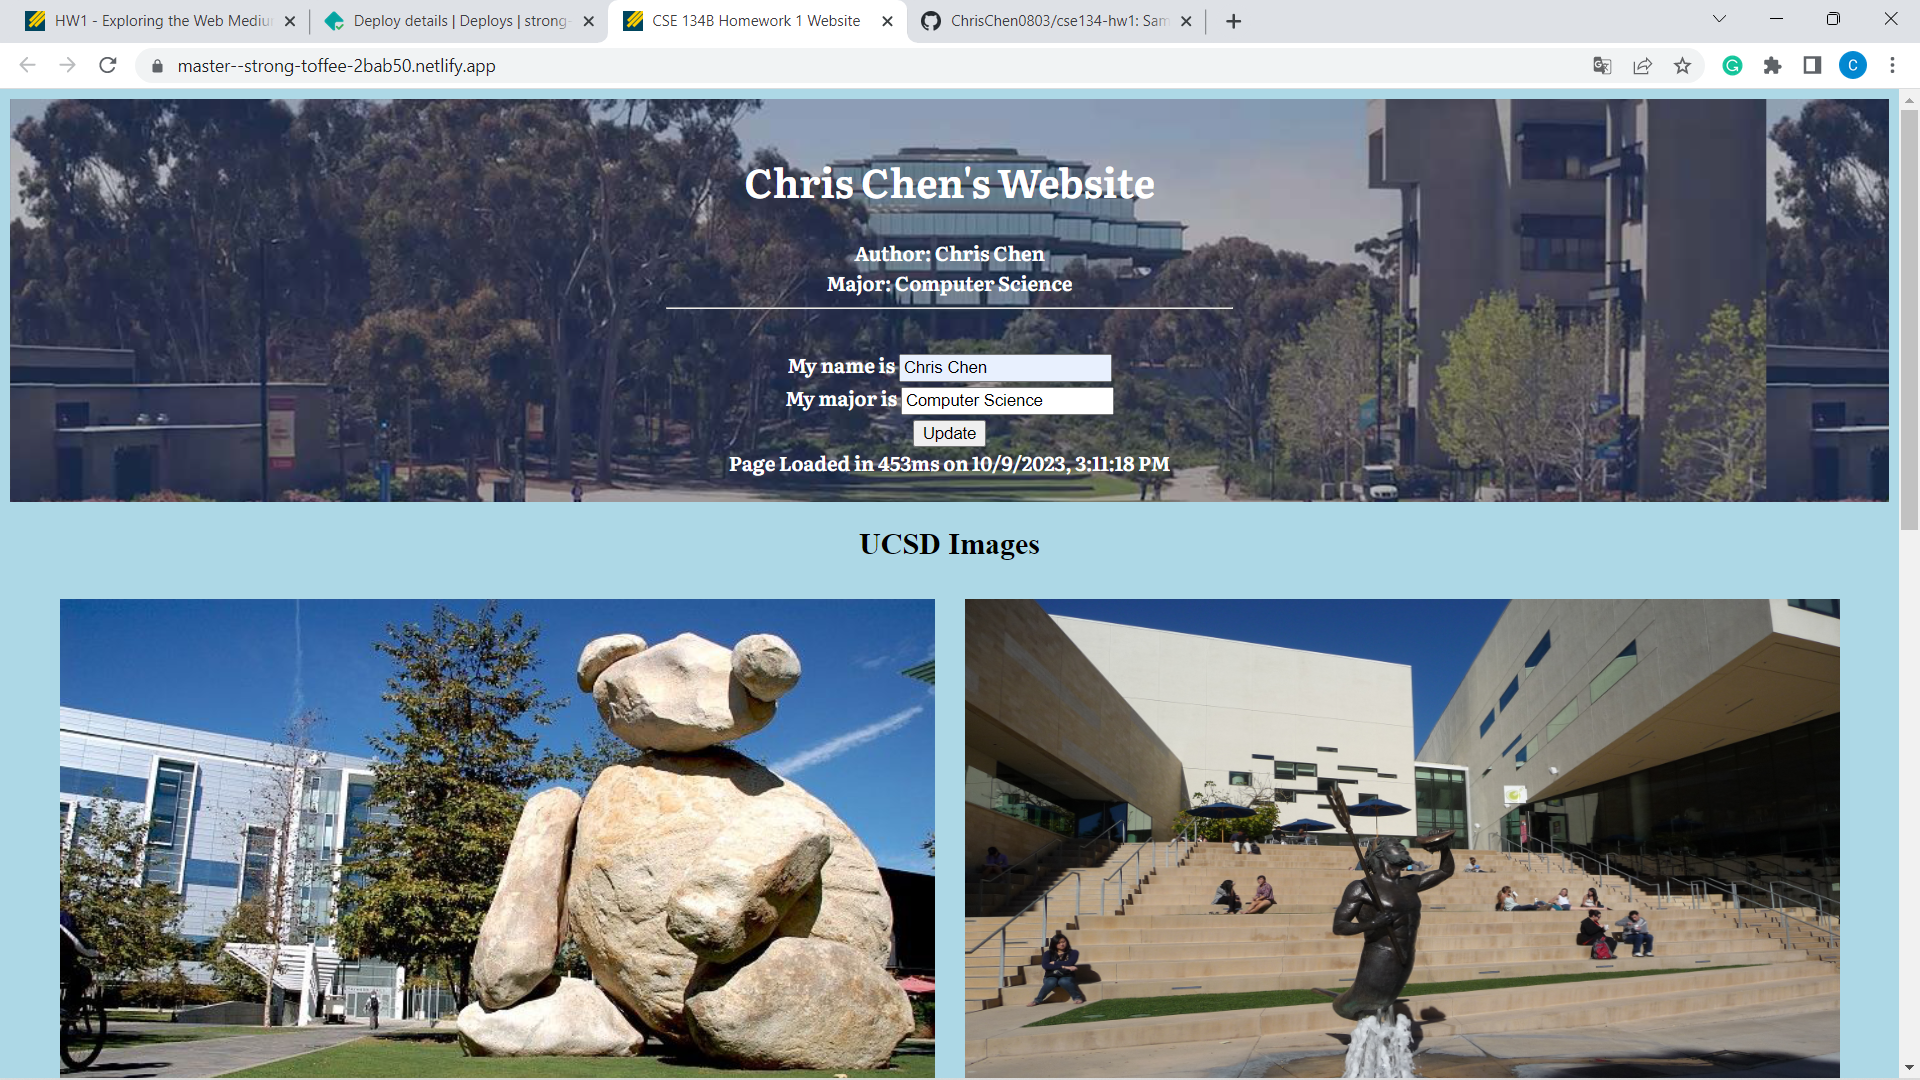 HW1 - Exploring the Web Mediu
Deploy details | Deploys | strong-
CSE 134B Homework 1 Website
ChrisChen0803/cse134-hw1: Sam
master--strong-toffee-2bab50.netlify.app
C
Chris Chen's Website
Author: Chris Chen
Major: Computer Science
My name is Chris Chen
My major is Computer Science
Update
Page Loaded in 453ms on 10/9/2023, 3:11:18 PM
UCSD Images